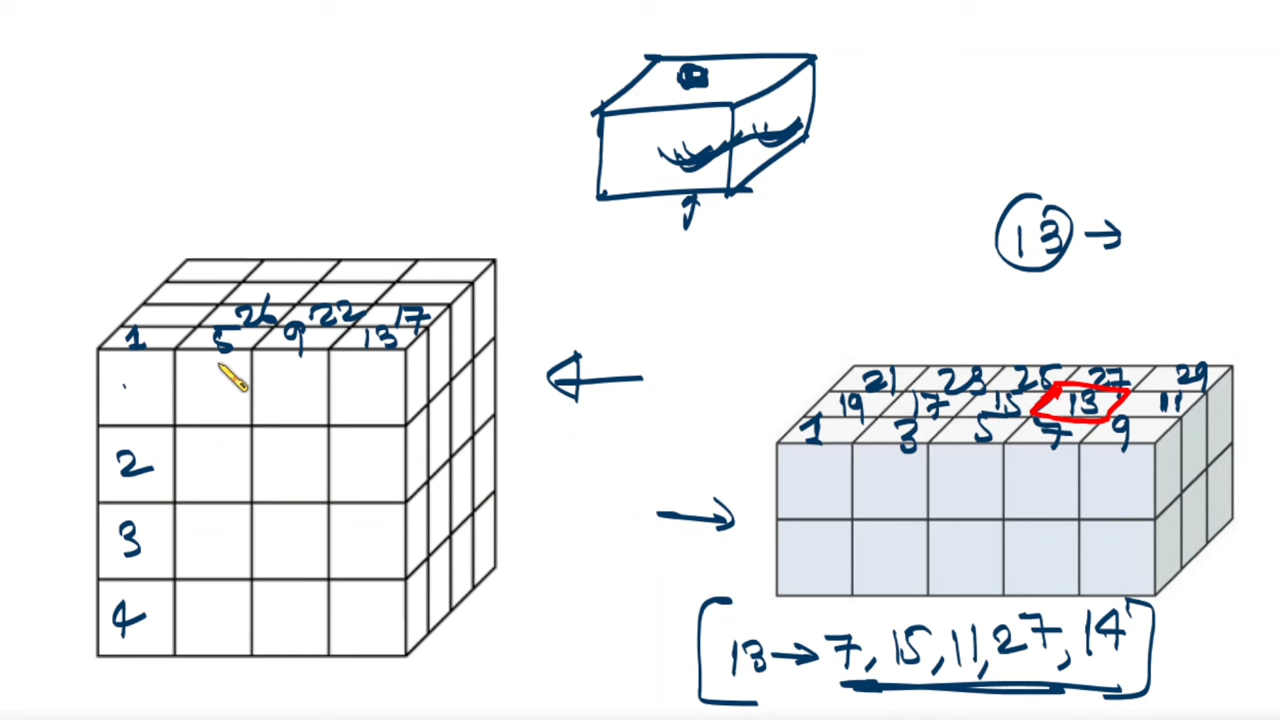 13 →
26 22 17
1 5 9 13
2
3
4
21 23 25 27 29
19 17 15 13 11
1 3 5 7 9
[13 → 7, 15, 11, 27, 14]